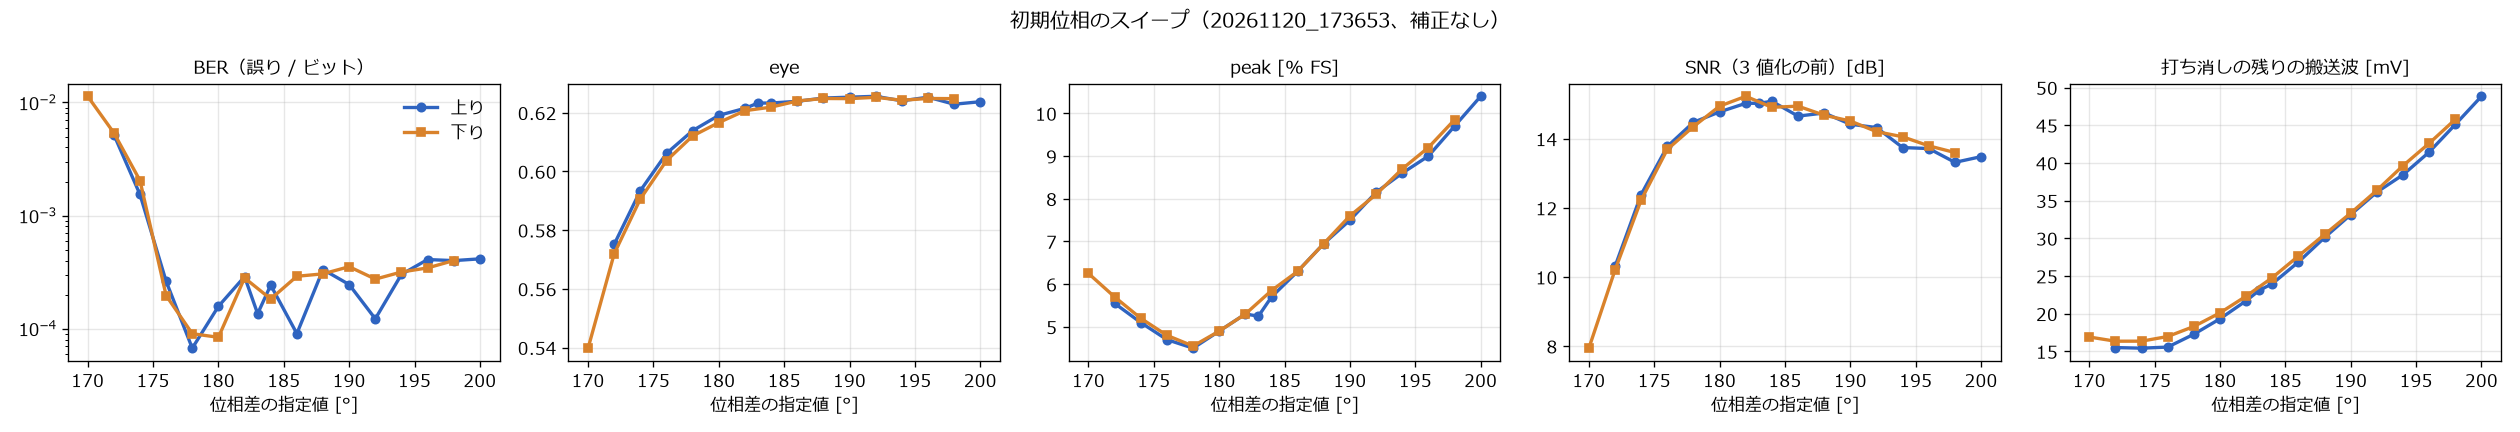 初期位相のスイープ（20261120_173653、補正なし）
BER（誤り / ビット）
10⁻²
10⁻³
10⁻⁴
上り
下り
170 175 180 185 190 195 200
位相差の指定値 [°]
eye
0.62
0.60
0.58
0.56
0.54
170 175 180 185 190 195 200
位相差の指定値 [°]
peak [% FS]
10
9
8
7
6
5
170 175 180 185 190 195 200
位相差の指定値 [°]
SNR（3 値化の前）[dB]
14
12
10
8
170 175 180 185 190 195 200
位相差の指定値 [°]
打ち消しの残りの搬送波 [mV]
50
45
40
35
30
25
20
15
170 175 180 185 190 195 200
位相差の指定値 [°]